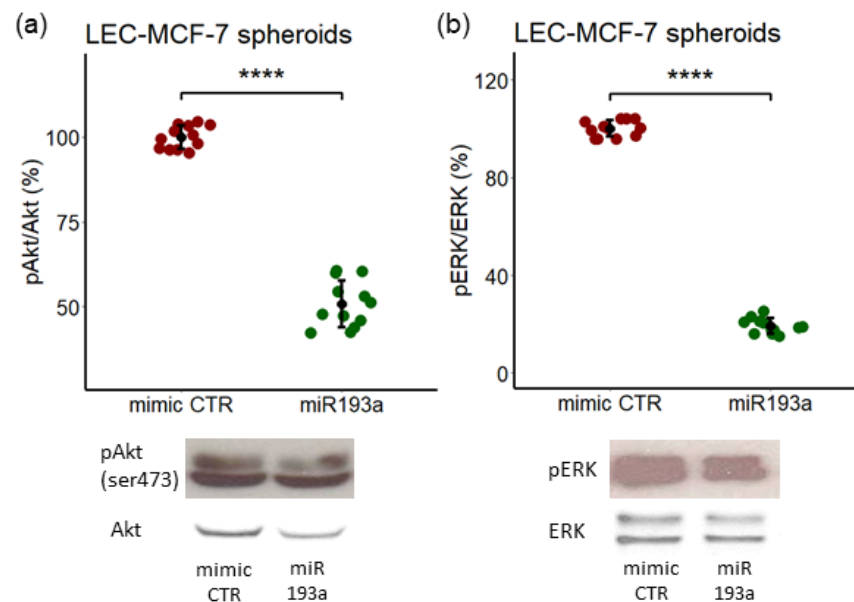 (a)
LEC-MCF-7 spheroids
****
pAkt/Akt (%)
100
75
50
mimic CTR miR193a
pAkt
(ser473)
Akt
mimic miR
CTR 193a
(b)
LEC-MCF-7 spheroids
****
pERK/ERK (%)
120
80
40
0
mimic CTR miR193a
pERK
ERK
mimic miR
CTR 193a